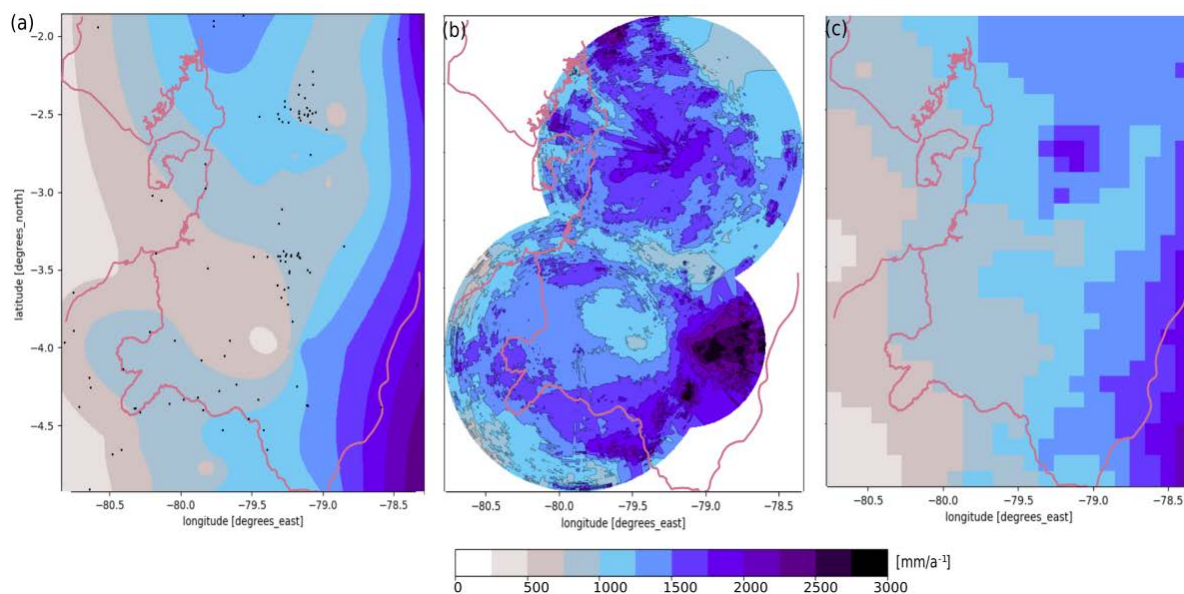 (a)
(b)
(c)
−2.0
−2.5
−3.0
−3.5
−4.0
−4.5
latitude [degrees_north]
−80.5 −80.0 −79.5 −79.0 −78.5
longitude [degrees_east]
−80.5 −80.0 −79.5 −79.0 −78.5
longitude [degrees_east]
−80.5 −80.0 −79.5 −79.0 −78.5
longitude [degrees_east]
[mm/a⁻¹]
0 500 1000 1500 2000 2500 3000